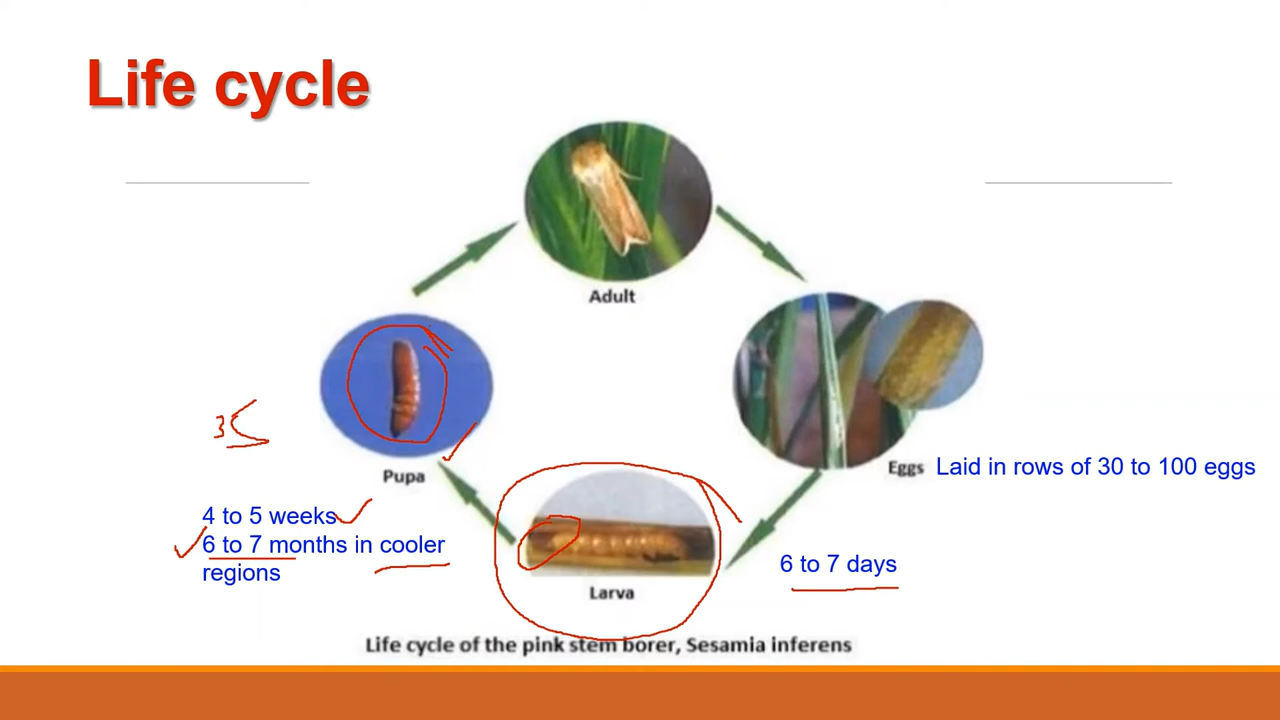 Life cycle
Adult
Pupa
Eggs
Laid in rows of 30 to 100 eggs
4 to 5 weeks
6 to 7 months in cooler
regions
6 to 7 days
Larva
Life cycle of the pink stem borer, Sesamia inferens